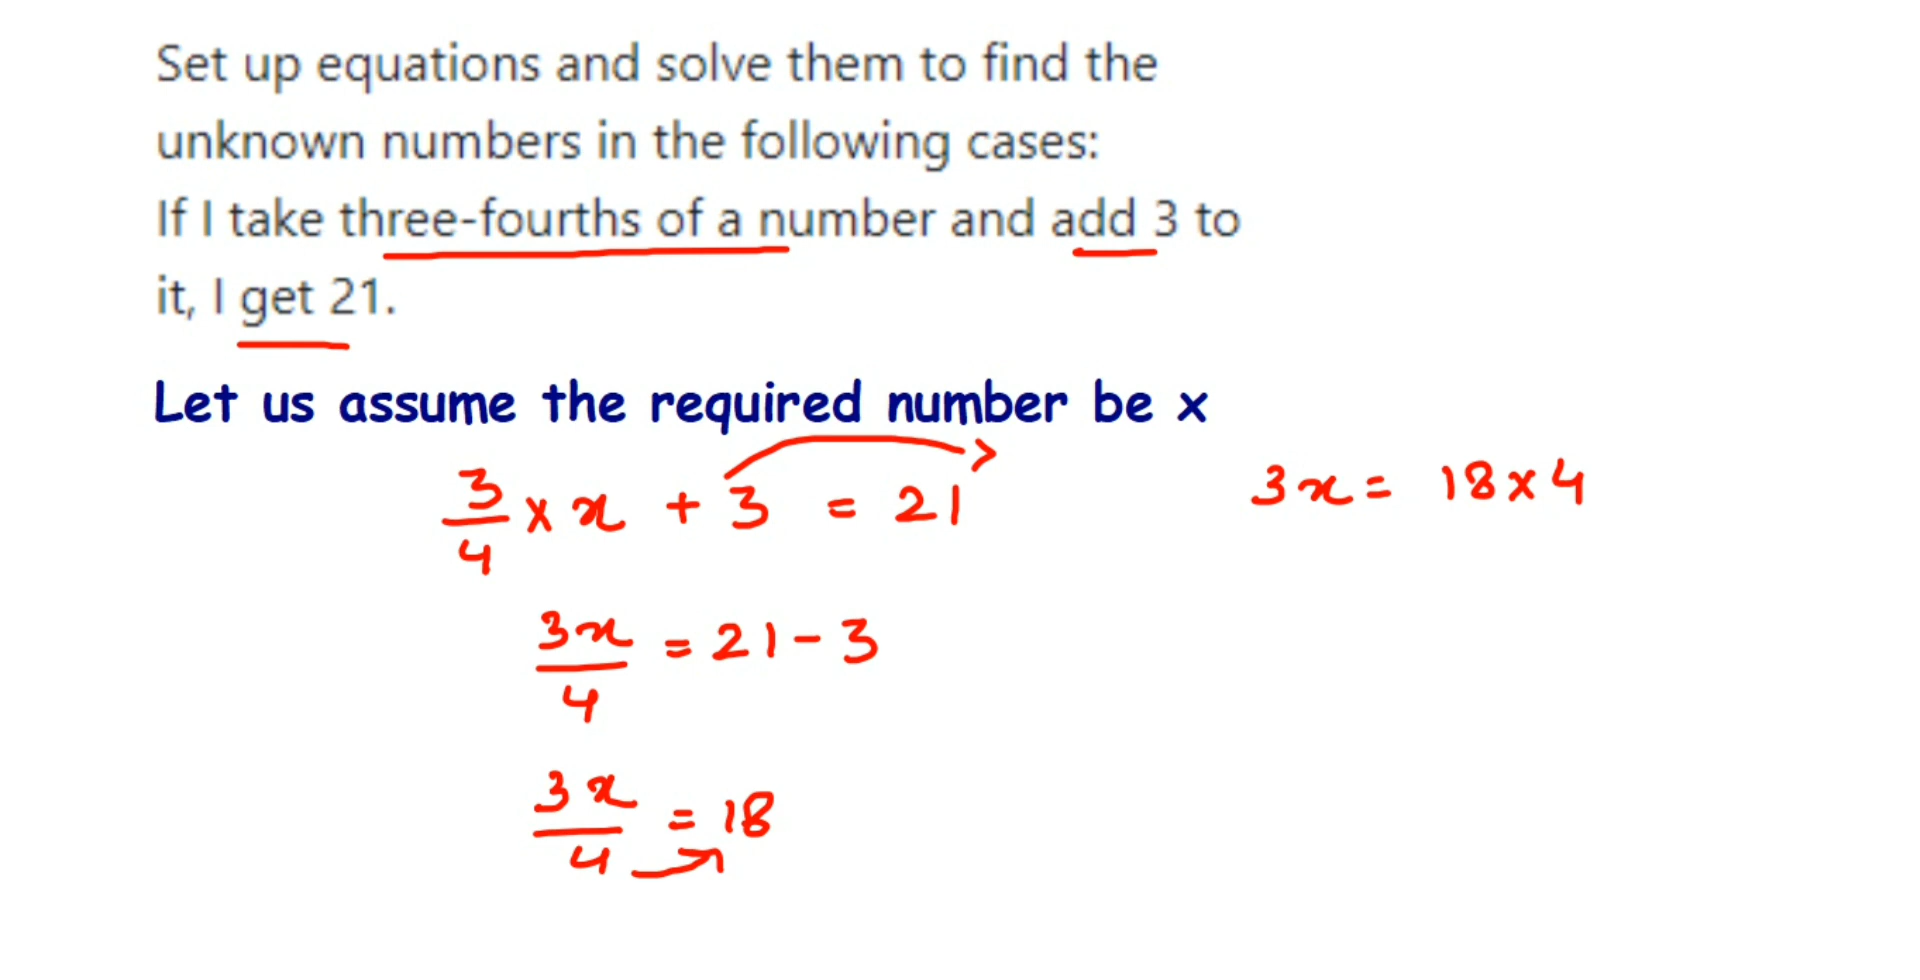 Set up equations and solve them to find the
unknown numbers in the following cases:
If I take three-fourths of a number and add 3 to
it, I get 21.
Let us assume the required number be x
3/4 × x + 3 = 21
3x/4 = 21 - 3
3x/4 = 18
3x = 18 × 4